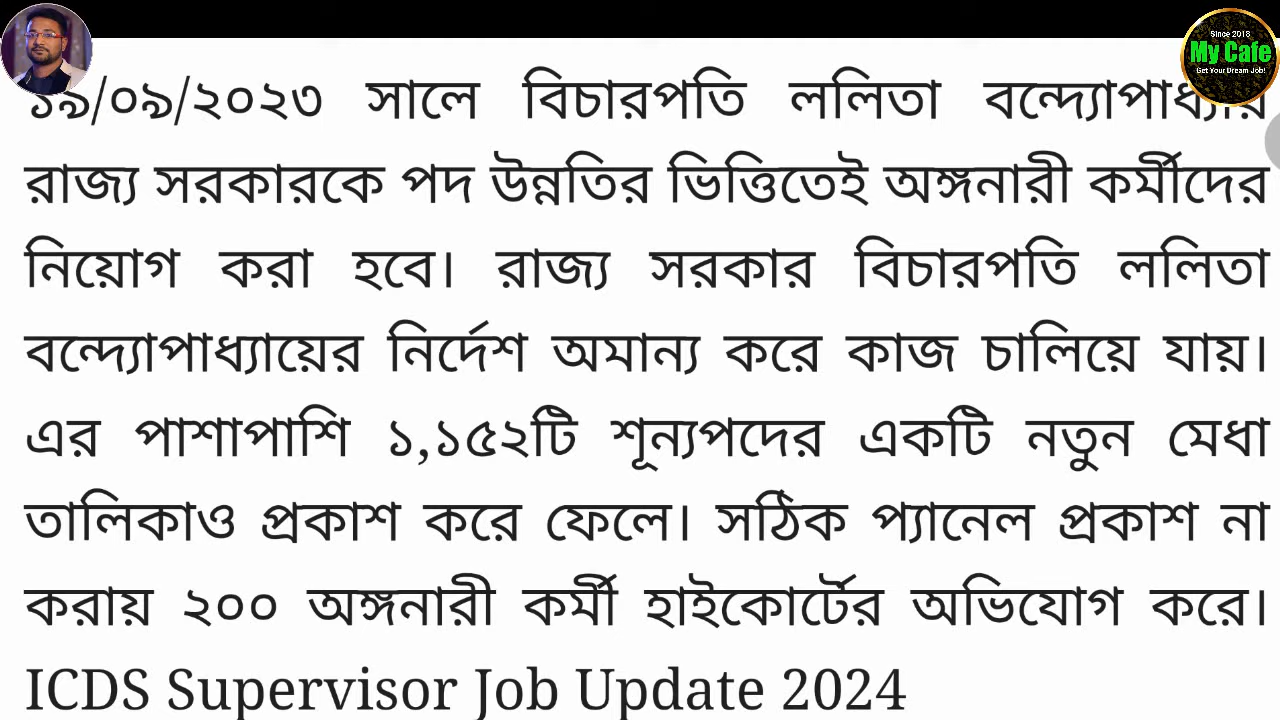 Since 2018
My Cafe
Get Your Dream Job!
১৯/০৯/২০২৩ সালে বিচারপতি ললিতা বন্দ্যোপাধ্যায়
রাজ্য সরকারকে পদ উন্নতির ভিত্তিতেই অঙ্গনারী কর্মীদের
নিয়োগ করা হবে। রাজ্য সরকার বিচারপতি ললিতা
বন্দ্যোপাধ্যায়ের নির্দেশ অমান্য করে কাজ চালিয়ে যায়।
এর পাশাপাশি ১,১৫২টি শূন্যপদের একটি নতুন মেধা
তালিকাও প্রকাশ করে ফেলে। সঠিক প্যানেল প্রকাশ না
করায় ২০০ অঙ্গনারী কর্মী হাইকোর্টের অভিযোগ করে।
ICDS Supervisor Job Update 2024